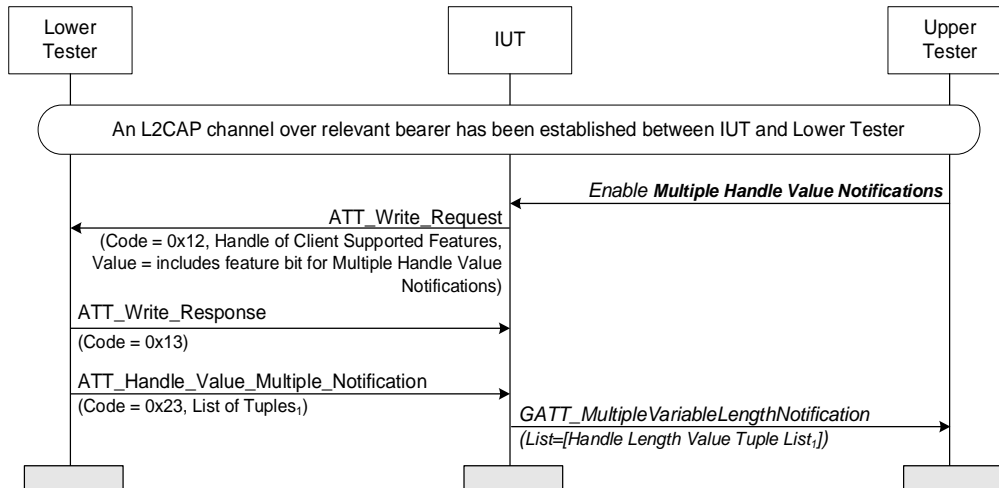 Lower
Tester
IUT
Upper
Tester
An L2CAP channel over relevant bearer has been established between IUT and Lower Tester
Enable Multiple Handle Value Notifications
ATT_Write_Request
(Code = 0x12, Handle of Client Supported Features,
Value = includes feature bit for Multiple Handle Value
Notifications)
ATT_Write_Response
(Code = 0x13)
ATT_Handle_Value_Multiple_Notification
(Code = 0x23, List of Tuples₁)
GATT_MultipleVariableLengthNotification
(List=[Handle Length Value Tuple List₁])